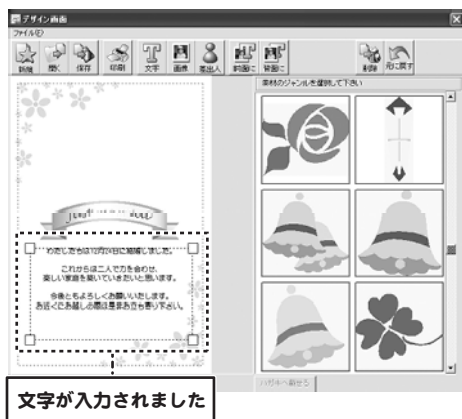 デザイン画面
ファイル(F)
新規 開く 保存 印刷 文字 画像 差出人 前面に 背面に 削除 元に戻す
素材のジャンルを選択して下さい
わたしたちは12月24日に結婚しました。
これからは二人で力を合わせ、
楽しい家庭を築いていきたいと思います。
今後ともよろしくお願いいたします。
お近くにお越しの際は是非お立ち寄り下さい。
ハガキへ載せる
文字が入力されました